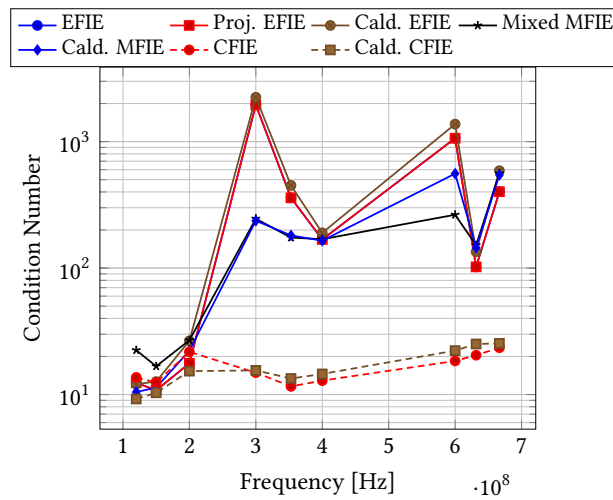 EFIE Proj. EFIE Cald. EFIE Mixed MFIE
Cald. MFIE CFIE Cald. CFIE
10^3
10^2
10^1
Condition Number
1 2 3 4 6 7
Frequency [Hz]
·10^8